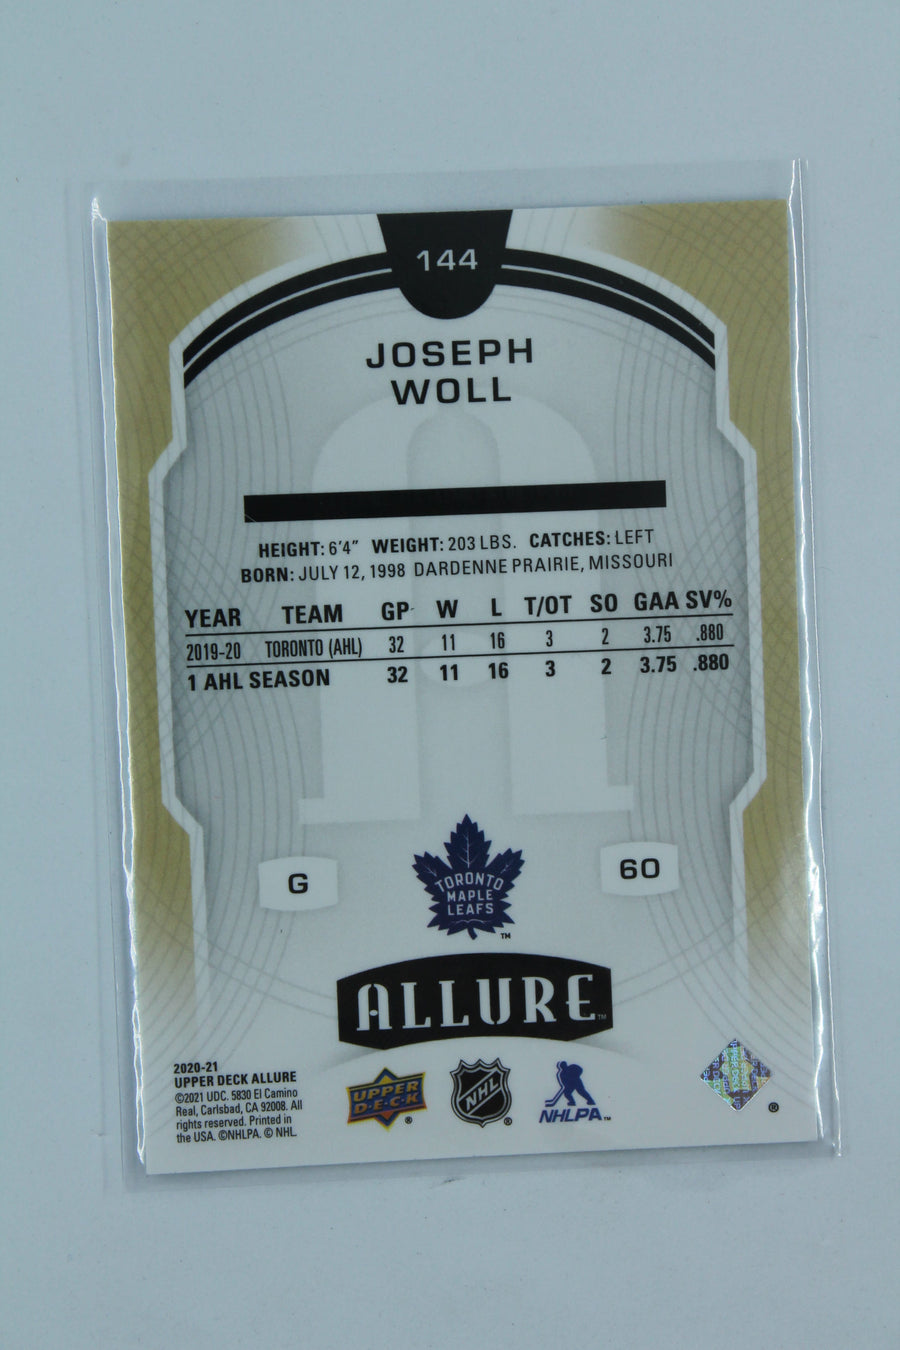 144
JOSEPH
WOLL
HEIGHT: 6'4" WEIGHT: 203 LBS. CATCHES: LEFT
BORN: JULY 12, 1998 DARDENNE PRAIRIE, MISSOURI
YEAR TEAM GP W L T/OT SO GAA SV%
2019-20 TORONTO (AHL) 32 11 16 3 2 3.75 .880
1 AHL SEASON 32 11 16 3 2 3.75 .880
G
60
TORONTO
MAPLE
LEAFS
™
ALLURE™
2020-21
UPPER DECK ALLURE
©2021 UDC. 5830 El Camino
Real, Carlsbad, CA 92008. All
rights reserved. Printed in
the USA. ©NHLPA. © NHL.
UPPER
DECK ®
NHL ®
NHLPA™
®